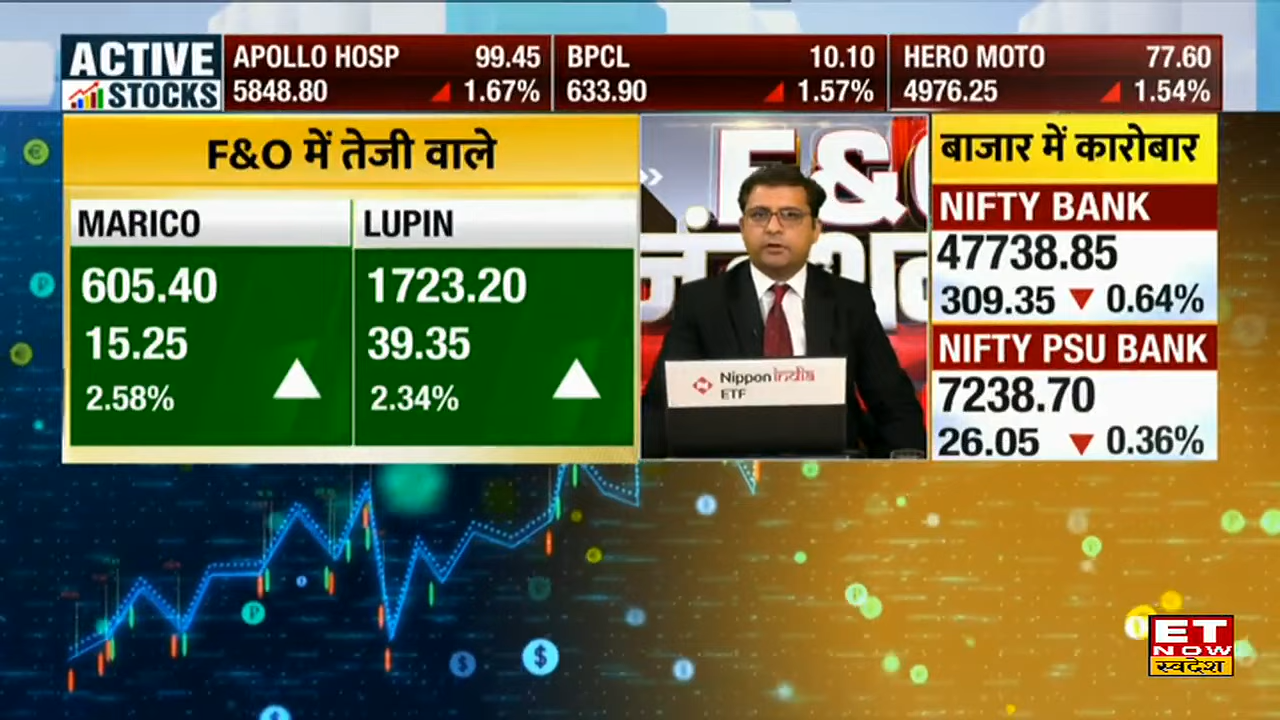 ACTIVE
STOCKS
APOLLO HOSP 99.45
5848.80 1.67%
BPCL 10.10
633.90 1.57%
HERO MOTO 77.60
4976.25 1.54%
F&O में तेजी वाले
MARICO
605.40
15.25
2.58%
LUPIN
1723.20
39.35
2.34%
F&
Nippon india
ETF
बाजार में कारोबार
NIFTY BANK
47738.85
309.35 0.64%
NIFTY PSU BANK
7238.70
26.05 0.36%
ET
NOW
स्वदेश